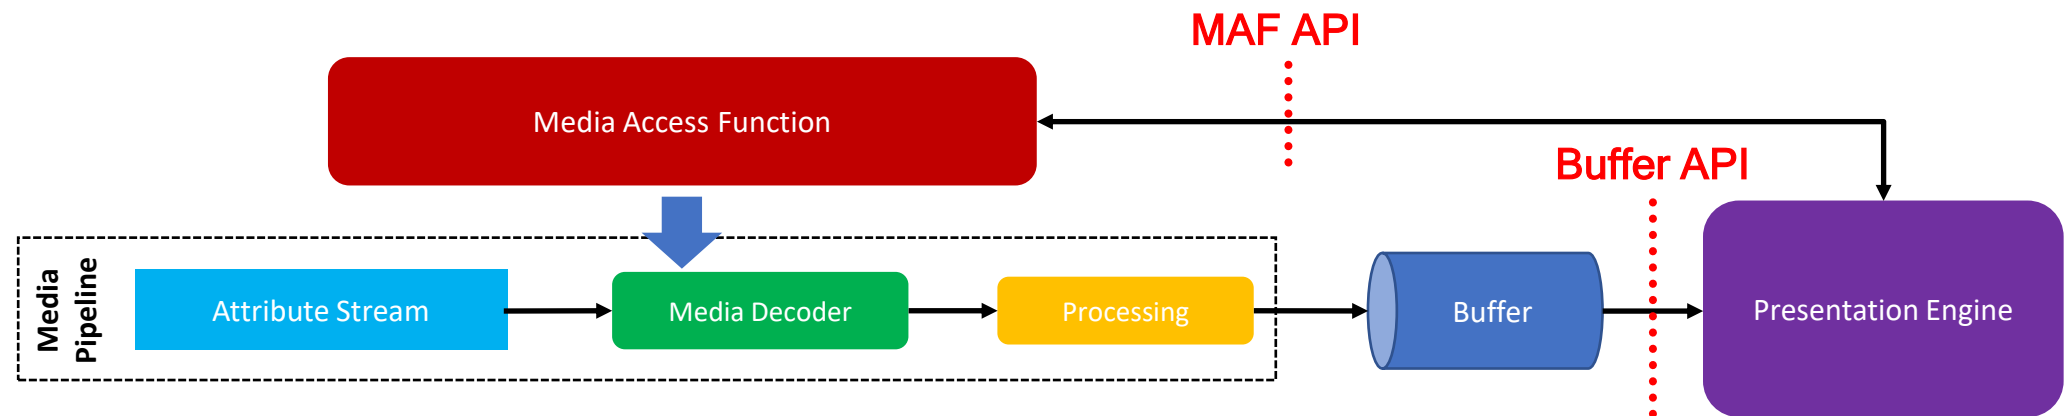 MAF API
Media Access Function
Buffer API
Media
Pipeline
Attribute Stream
Media Decoder
Processing
Buffer
Presentation Engine